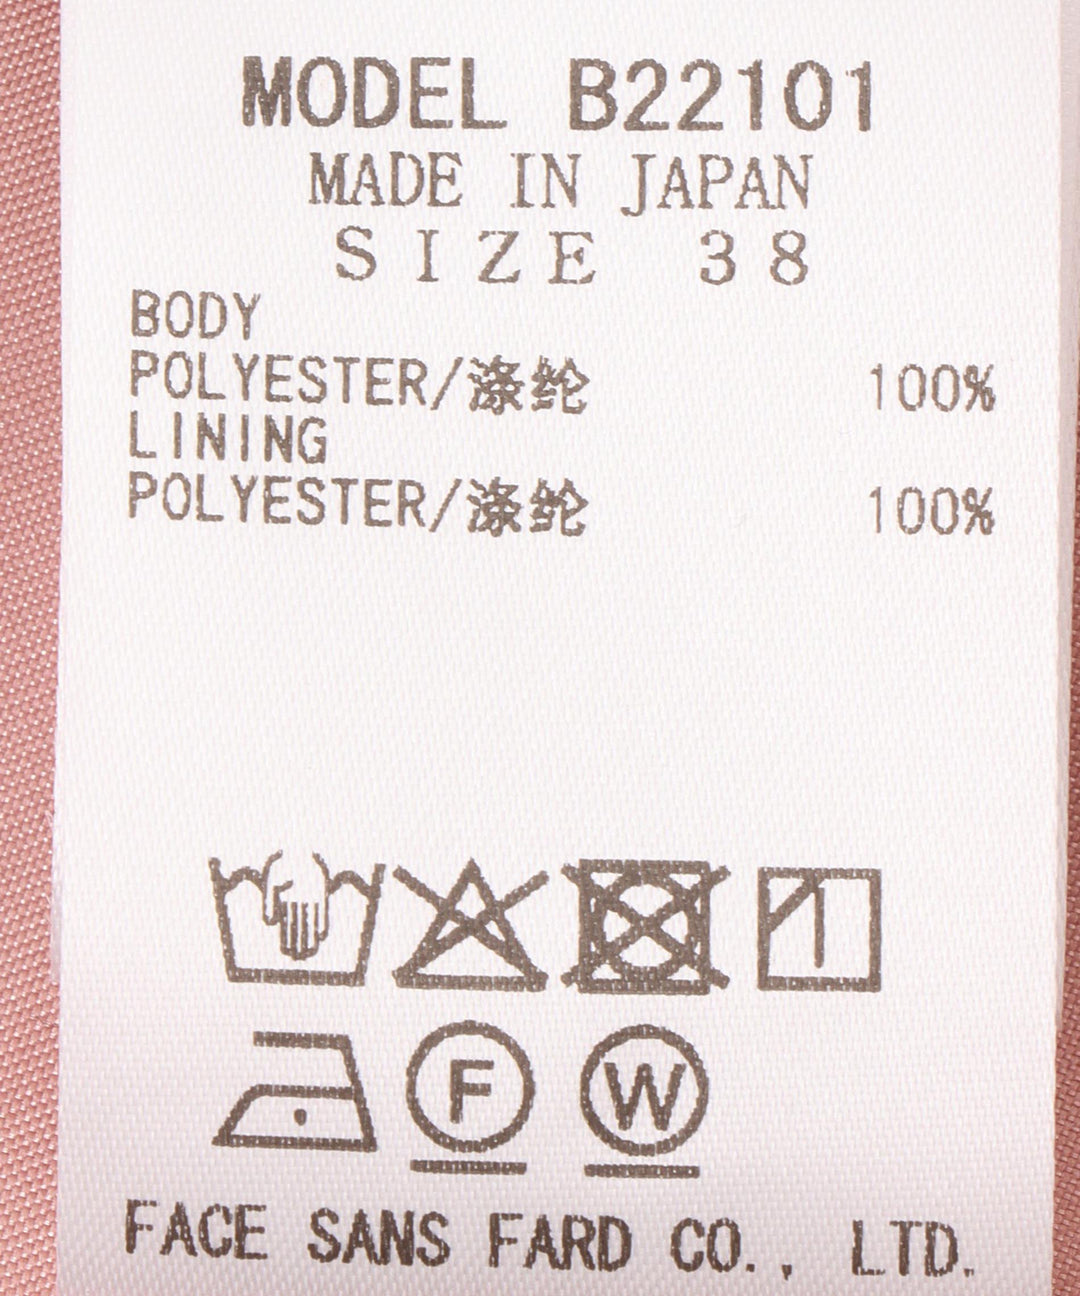 MODEL B22101
MADE IN JAPAN
SIZE 38
BODY
POLYESTER/涤纶 100%
LINING
POLYESTER/涤纶 100%
F W
FACE SANS FARD CO., LTD.